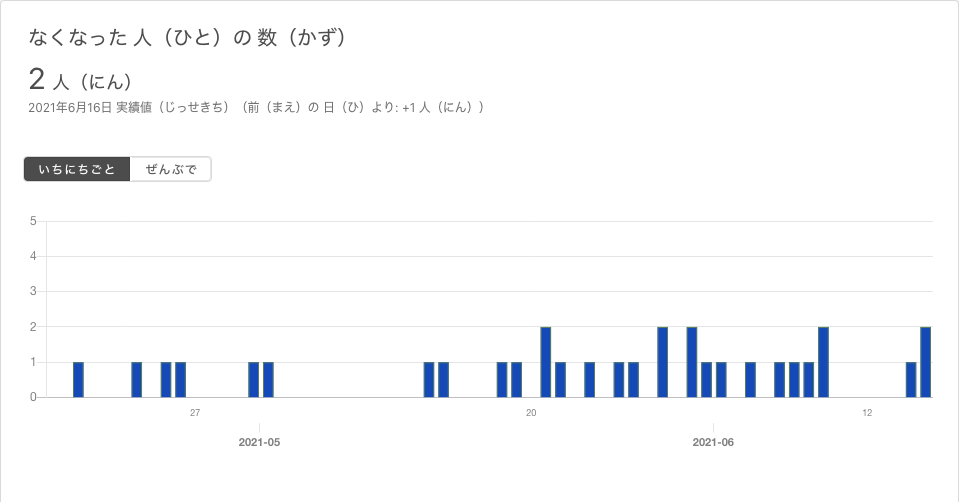 なくなった 人（ひと）の 数（かず）
2 人（にん）
2021年6月16日 実績値（じっせきち）（前（まえ）の 日（ひ）より: +1 人（にん））
いちにちごと ぜんぶで
5
4
3
2
1
0
27 20 12
2021-05 2021-06